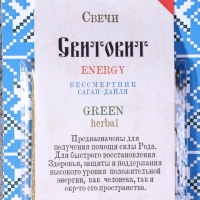 Свечи
Свитовит
ENERGY
БЕССМЕРТНИК
САГАН-ДАЙЛЯ
GREEN
herbal
Предназначены для
получения помощи силы Рода.
Для быстрого восстановления
Здоровья, защиты и поддержания
высокого уровня положительной
энергии, как человека, так и
окр-го его пространства.